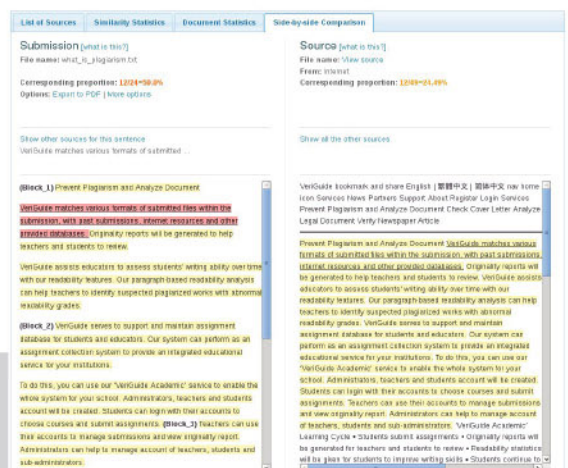 List of Sources
Similarity Statistics
Document Statistics
Side-by-side Comparison
Submission [what is this?]
File name: what_is_plagiarism.txt
Corresponding proportion: 12/24=50.0%
Options: Export to PDF | More options
Show other sources for this sentence
VeriGuide matches various formats of submitted ...
(Block_1) Prevent Plagiarism and Analyze Document
VeriGuide matches various formats of submitted files within the
submission, with past submissions, internet resources and other
provided databases. Originality reports will be generated to help
teachers and students to review.
VeriGuide assists educators to assess students' writing ability over time
with our readability features. Our paragraph-based readability analysis
can help teachers to identify suspected plagiarized works with abnormal
readability grades.
(Block_2) VeriGuide serves to support and maintain assignment
database for students and educators. Our system can perform as an
assignment collection system to provide an integrated educational
service for your institutions.
To do this, you can use our 'VeriGuide Academic' service to enable the
whole system for your school. Administrators, teachers and students
account will be created. Students can login with their accounts to
choose courses and submit assignments. (Block_3) Teachers can use
their accounts to manage submissions and view originality report.
Administrators can help to manage account of teachers, students and
sub-administrators.
Source [what is this?]
File name: View source
From: internet
Corresponding proportion: 12/49=24.49%
Show all the other sources
VeriGuide bookmark and share English | 繁體中文 | 简体中文 nav home
icon Services News Partners Support About Register Login Services
Prevent Plagiarism and Analyze Document Check Cover Letter Analyze
Legal Document Verify Newspaper Article
Prevent Plagiarism and Analyze Document VeriGuide matches various
formats of submitted files within the submission, with past submissions,
internet resources and other provided databases. Originality reports will
be generated to help teachers and students to review. VeriGuide assists
educators to assess students' writing ability over time with our
readability features. Our paragraph-based readability analysis can help
teachers to identify suspected plagiarized works with abnormal
readability grades. VeriGuide serves to support and maintain
assignment database for students and educators. Our system can
perform as an assignment collection system to provide an integrated
educational service for your institutions. To do this, you can use our
'VeriGuide Academic' service to enable the whole system for your
school. Administrators, teachers and students account will be created.
Students can login with their accounts to choose courses and submit
assignments. Teachers can use their accounts to manage submissions
and view originality report. Administrators can help to manage account
of teachers, students and sub-administrators. 'VeriGuide Academic'
Learning Cycle • Students submit assignments • Originality reports will
be generated for teachers and students to review • Readability statistics
will be given for students to improve writing skills • Students continue to